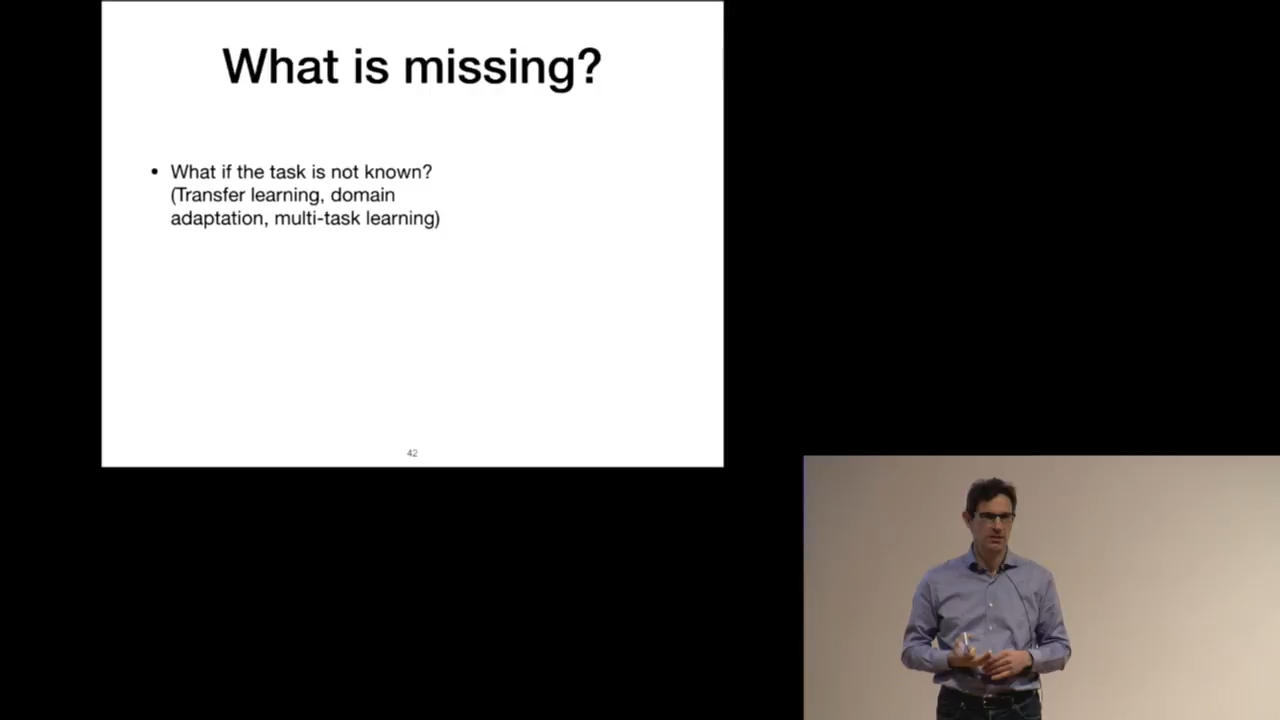 What is missing?
• What if the task is not known?
(Transfer learning, domain
adaptation, multi-task learning)
42